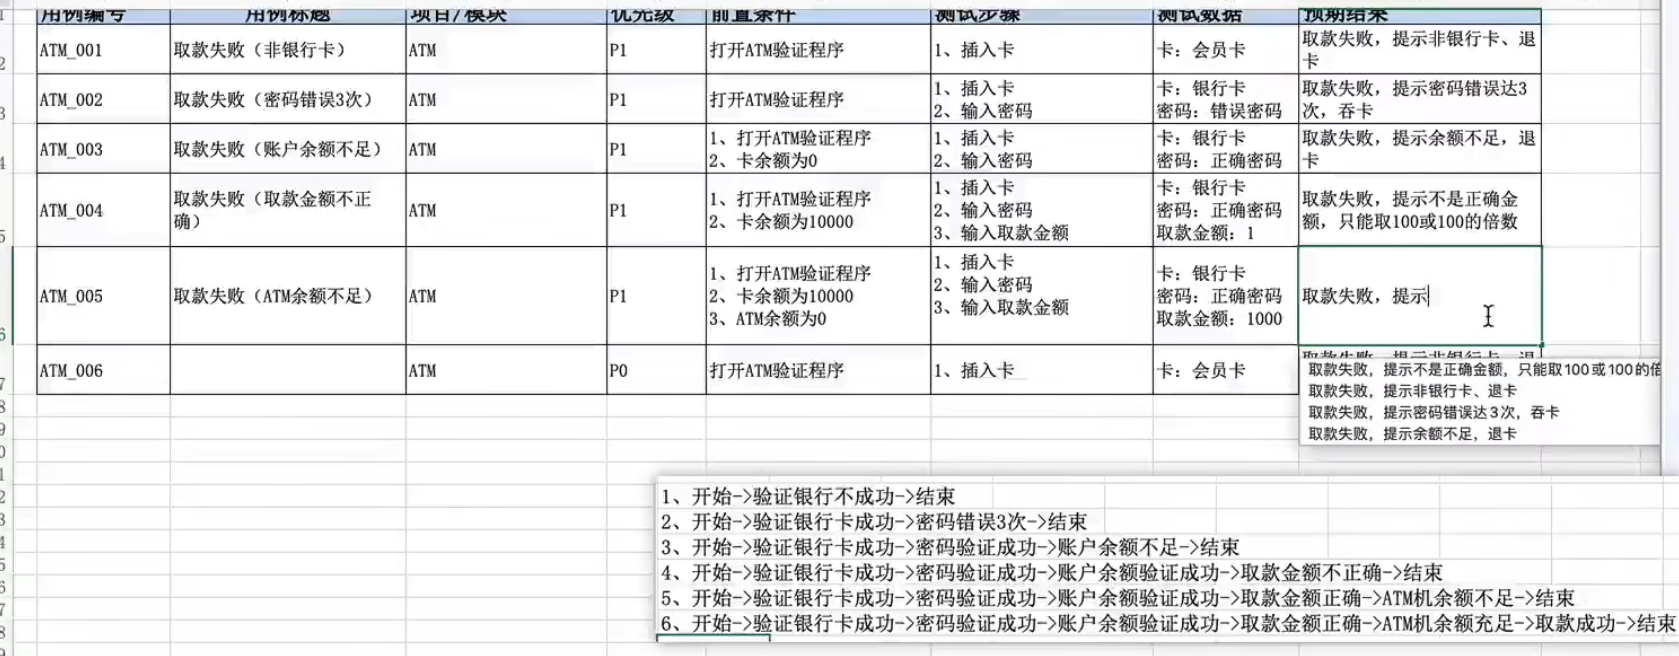 用例编号 用例标题 项目/模块 优先级 前置条件 测试步骤 测试数据 预期结果
ATM_001 取款失败（非银行卡） ATM P1 打开ATM验证程序 1、插入卡 卡：会员卡 取款失败，提示非银行卡、退
卡
ATM_002 取款失败（密码错误3次） ATM P1 打开ATM验证程序
1、插入卡
2、输入密码
卡：银行卡
密码：错误密码
取款失败，提示密码错误达3
次，吞卡
ATM_003 取款失败（账户余额不足） ATM P1
1、打开ATM验证程序
2、卡余额为0
1、插入卡
2、输入密码
卡：银行卡
密码：正确密码
取款失败，提示余额不足，退
卡
ATM_004
取款失败（取款金额不正
确）
ATM P1
1、打开ATM验证程序
2、卡余额为10000
1、插入卡
2、输入密码
3、输入取款金额
卡：银行卡
密码：正确密码
取款金额：1
取款失败，提示不是正确金
额，只能取100或100的倍数
ATM_005 取款失败（ATM余额不足） ATM P1
1、打开ATM验证程序
2、卡余额为10000
3、ATM余额为0
1、插入卡
2、输入密码
3、输入取款金额
卡：银行卡
密码：正确密码
取款金额：1000
取款失败，提示
ATM_006 ATM P0 打开ATM验证程序 1、插入卡 卡：会员卡
取款失败，提示非银行卡、退
取款失败，提示不是正确金额，只能取100或100的倍
取款失败，提示非银行卡、退卡
取款失败，提示密码错误达3次，吞卡
取款失败，提示余额不足，退卡
1、开始->验证银行不成功->结束
2、开始->验证银行卡成功->密码错误3次->结束
3、开始->验证银行卡成功->密码验证成功->账户余额不足->结束
4、开始->验证银行卡成功->密码验证成功->账户余额验证成功->取款金额不正确->结束
5、开始->验证银行卡成功->密码验证成功->账户余额验证成功->取款金额正确->ATM机余额不足->结束
6、开始->验证银行卡成功->密码验证成功->账户余额验证成功->取款金额正确->ATM机余额充足->取款成功->结束